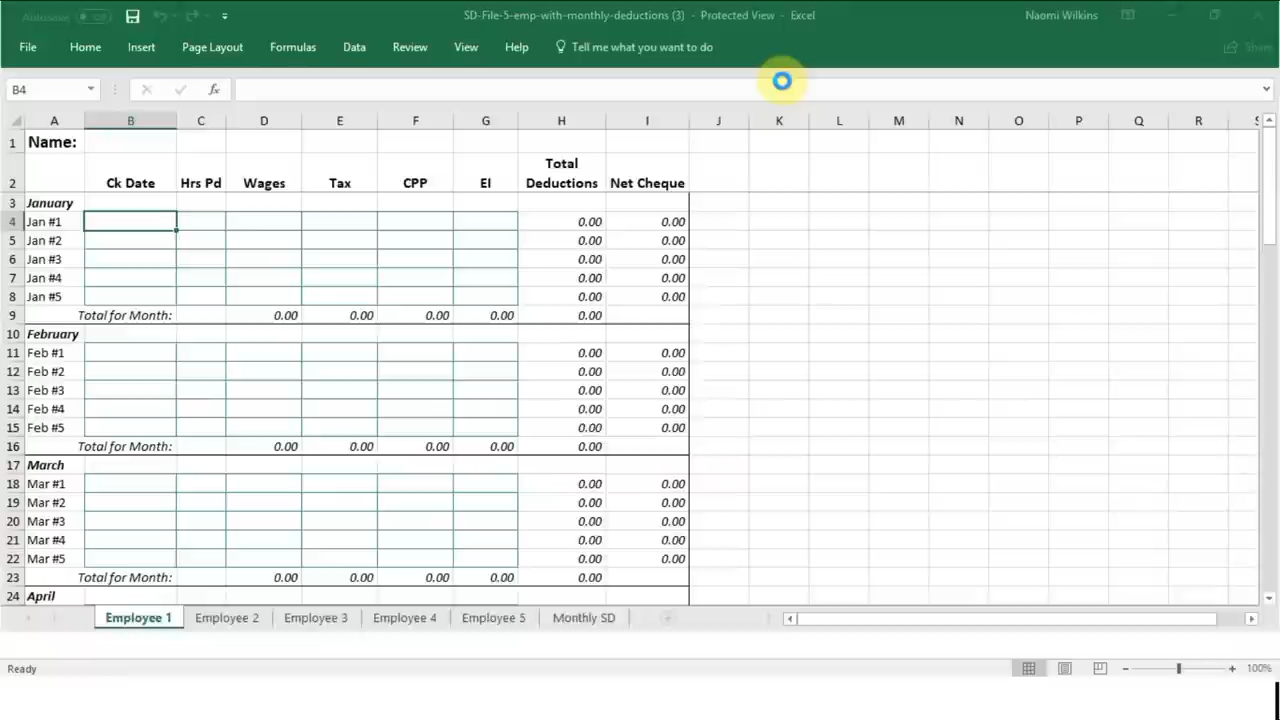 AutoSave Off SD-File-5-emp-with-monthly-deductions (3) - Protected View - Excel Naomi Wilkins
File Home Insert Page Layout Formulas Data Review View Help Tell me what you want to do Share
B4 fx
A B C D E F G H I J K L M N O P Q R S
1 Name:
2 Ck Date Hrs Pd Wages Tax CPP EI Total Deductions Net Cheque
3 January
4 Jan #1 0.00 0.00
5 Jan #2 0.00 0.00
6 Jan #3 0.00 0.00
7 Jan #4 0.00 0.00
8 Jan #5 0.00 0.00
9 Total for Month: 0.00 0.00 0.00 0.00 0.00
10 February
11 Feb #1 0.00 0.00
12 Feb #2 0.00 0.00
13 Feb #3 0.00 0.00
14 Feb #4 0.00 0.00
15 Feb #5 0.00 0.00
16 Total for Month: 0.00 0.00 0.00 0.00 0.00
17 March
18 Mar #1 0.00 0.00
19 Mar #2 0.00 0.00
20 Mar #3 0.00 0.00
21 Mar #4 0.00 0.00
22 Mar #5 0.00 0.00
23 Total for Month: 0.00 0.00 0.00 0.00 0.00
24 April
Employee 1 Employee 2 Employee 3 Employee 4 Employee 5 Monthly SD
Ready 100%